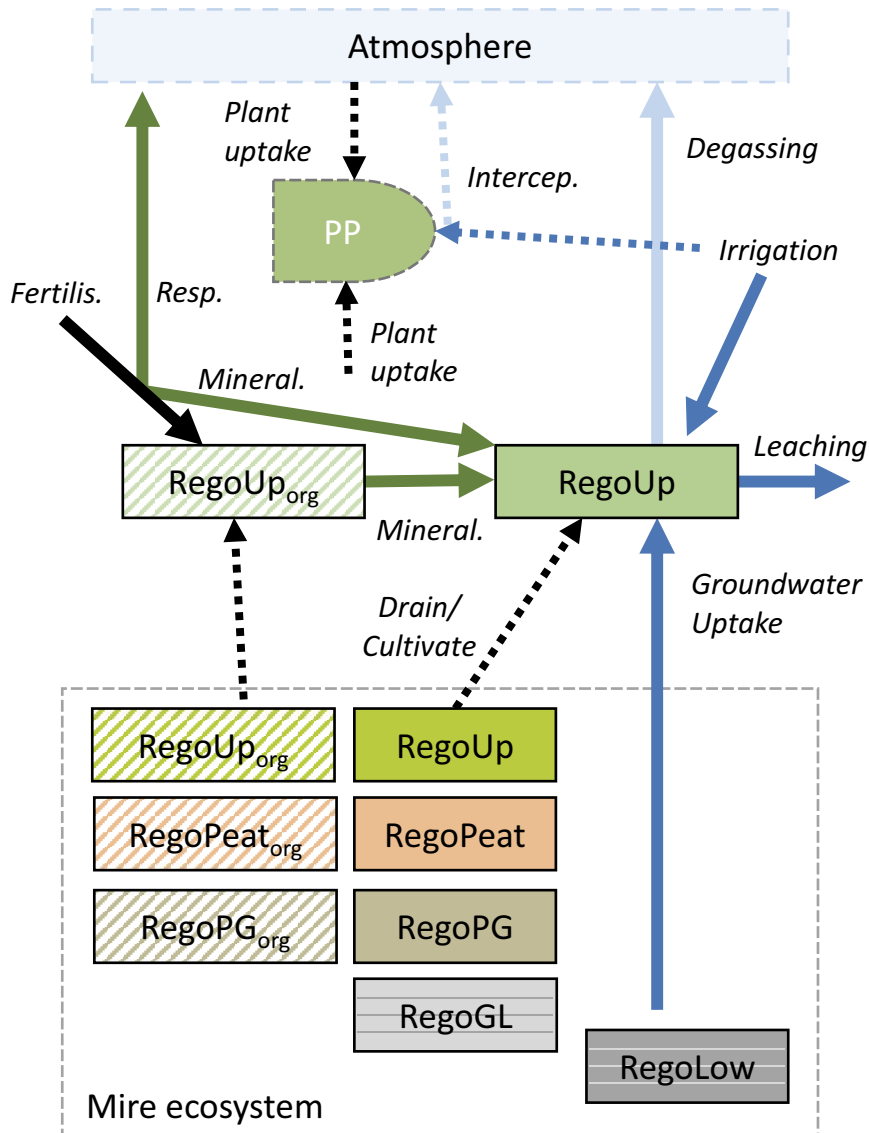 Atmosphere
Plant
uptake
Intercep.
Degassing
PP
Irrigation
Fertilis.
Resp.
Plant
uptake
Mineral.
Leaching
RegoUporg
RegoUp
Mineral.
Groundwater
Uptake
Drain/
Cultivate
RegoUporg
RegoUp
RegoPeatorg
RegoPeat
RegoPGorg
RegoPG
RegoGL
RegoLow
Mire ecosystem